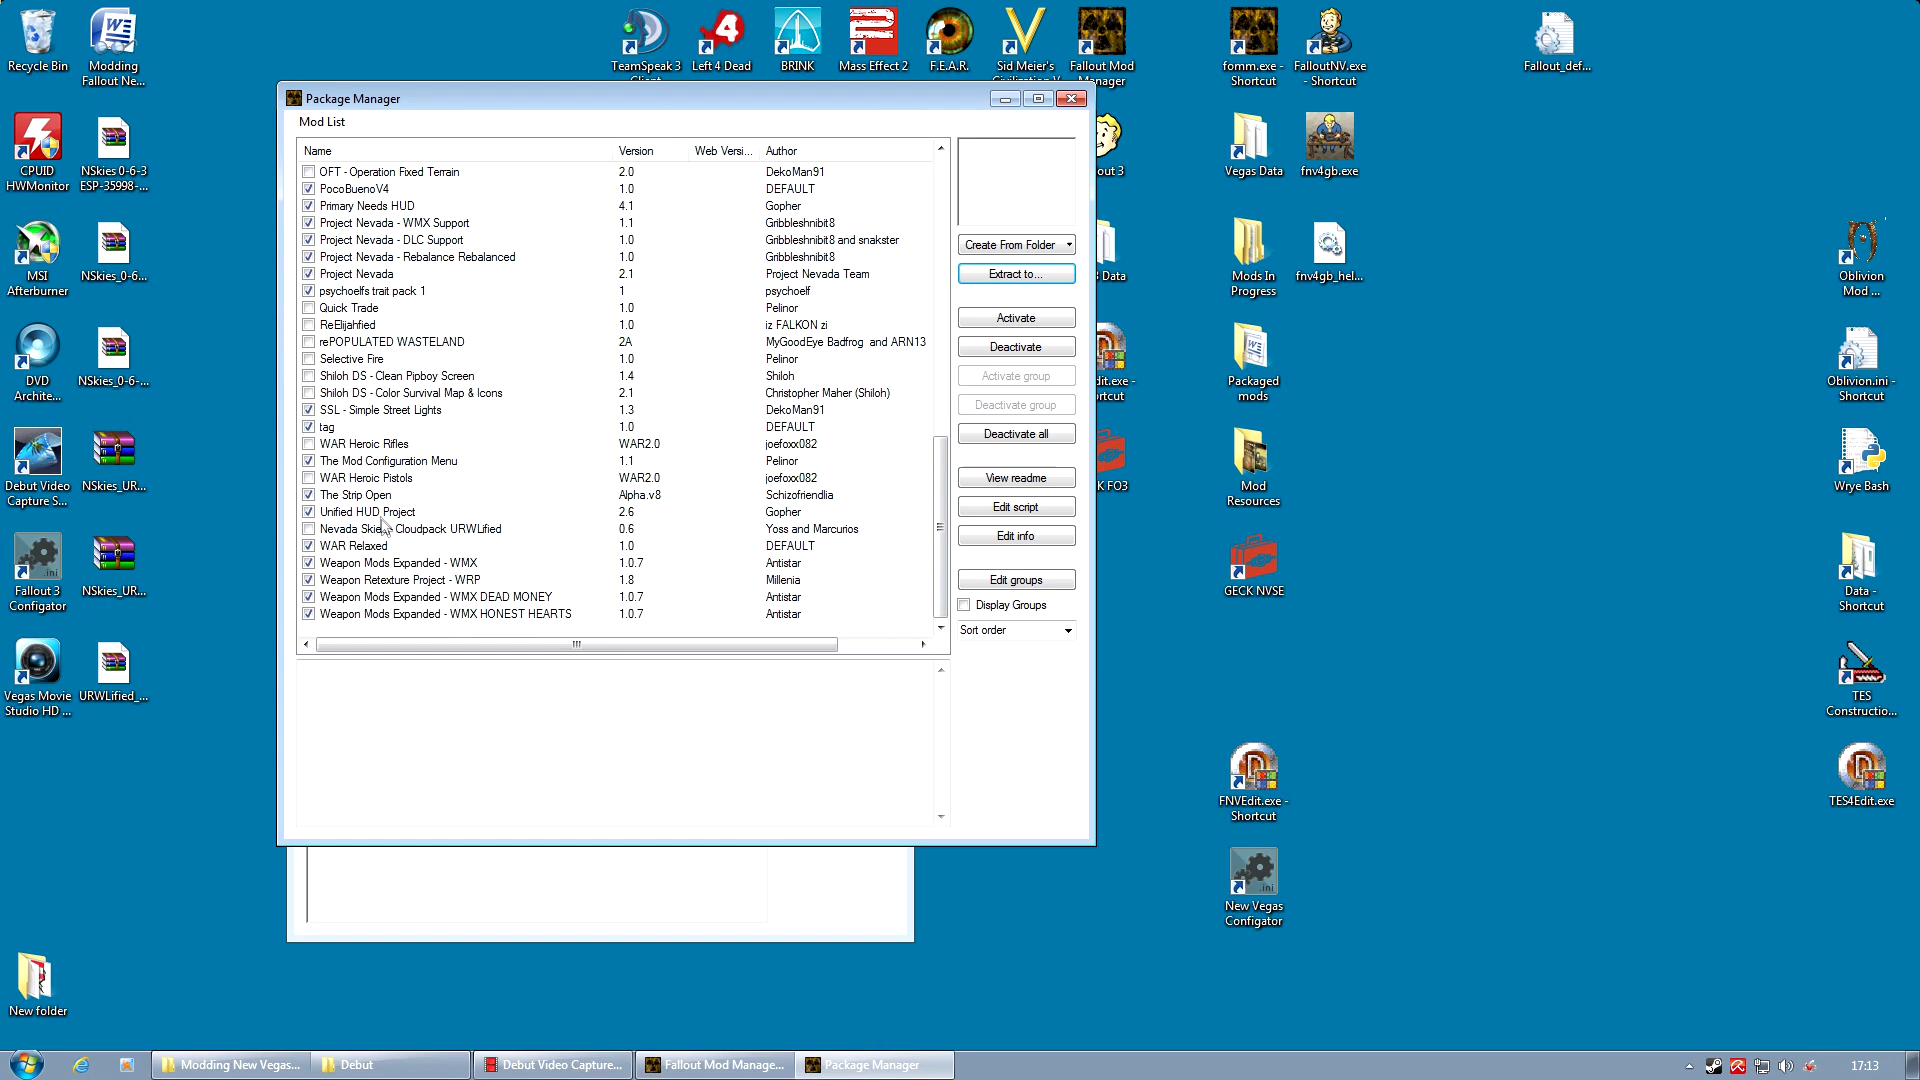 Recycle Bin
Modding
Fallout Ne...
TeamSpeak 3
Client
Left 4 Dead
BRINK
Mass Effect 2
F.E.A.R.
Sid Meier's
Civilization V
Fallout Mod
Manager
fomm.exe -
Shortcut
FalloutNV.exe
- Shortcut
Fallout_def...
CPUID
HWMonitor
NSkies 0-6-3
ESP-35998-...
out 3
Vegas Data
fnv4gb.exe
MSI
Afterburner
NSkies_0-6...
Data
Mods In
Progress
fnv4gb_hel...
Oblivion
Mod ...
DVD
Archite...
NSkies_0-6-...
dit.exe -
ortcut
Packaged
mods
Oblivion.ini -
Shortcut
Debut Video
Capture S...
NSkies_UR...
K FO3
Mod
Resources
Wrye Bash
Fallout 3
Configator
NSkies_UR...
GECK NVSE
Data -
Shortcut
Vegas Movie
Studio HD ...
URWLified_...
TES
Constructio...
FNVEdit.exe -
Shortcut
TES4Edit.exe
New Vegas
Configator
New folder
Package Manager
Mod List
Name Version Web Versi... Author
OFT - Operation Fixed Terrain 2.0 DekoMan91
PocoBuenoV4 1.0 DEFAULT
Primary Needs HUD 4.1 Gopher
Project Nevada - WMX Support 1.1 Gribbleshnibit8
Project Nevada - DLC Support 1.0 Gribbleshnibit8 and snakster
Project Nevada - Rebalance Rebalanced 1.0 Gribbleshnibit8
Project Nevada 2.1 Project Nevada Team
psychoelfs trait pack 1 1 psychoelf
Quick Trade 1.0 Pelinor
ReElijahfied 1.0 iz FALKON zi
rePOPULATED WASTELAND 2A MyGoodEye Badfrog and ARN13
Selective Fire 1.0 Pelinor
Shiloh DS - Clean Pipboy Screen 1.4 Shiloh
Shiloh DS - Color Survival Map & Icons 2.1 Christopher Maher (Shiloh)
SSL - Simple Street Lights 1.3 DekoMan91
tag 1.0 DEFAULT
WAR Heroic Rifles WAR2.0 joefoxx082
The Mod Configuration Menu 1.1 Pelinor
WAR Heroic Pistols WAR2.0 joefoxx082
The Strip Open Alpha.v8 Schizofriendlia
Unified HUD Project 2.6 Gopher
Nevada Skies Cloudpack URWLified 0.6 Yoss and Marcurios
WAR Relaxed 1.0 DEFAULT
Weapon Mods Expanded - WMX 1.0.7 Antistar
Weapon Retexture Project - WRP 1.8 Millenia
Weapon Mods Expanded - WMX DEAD MONEY 1.0.7 Antistar
Weapon Mods Expanded - WMX HONEST HEARTS 1.0.7 Antistar
Create From Folder
Extract to...
Activate
Deactivate
Activate group
Deactivate group
Deactivate all
View readme
Edit script
Edit info
Edit groups
Display Groups
Sort order
Modding New Vegas...
Debut
Debut Video Capture...
Fallout Mod Manage...
Package Manager
17:13